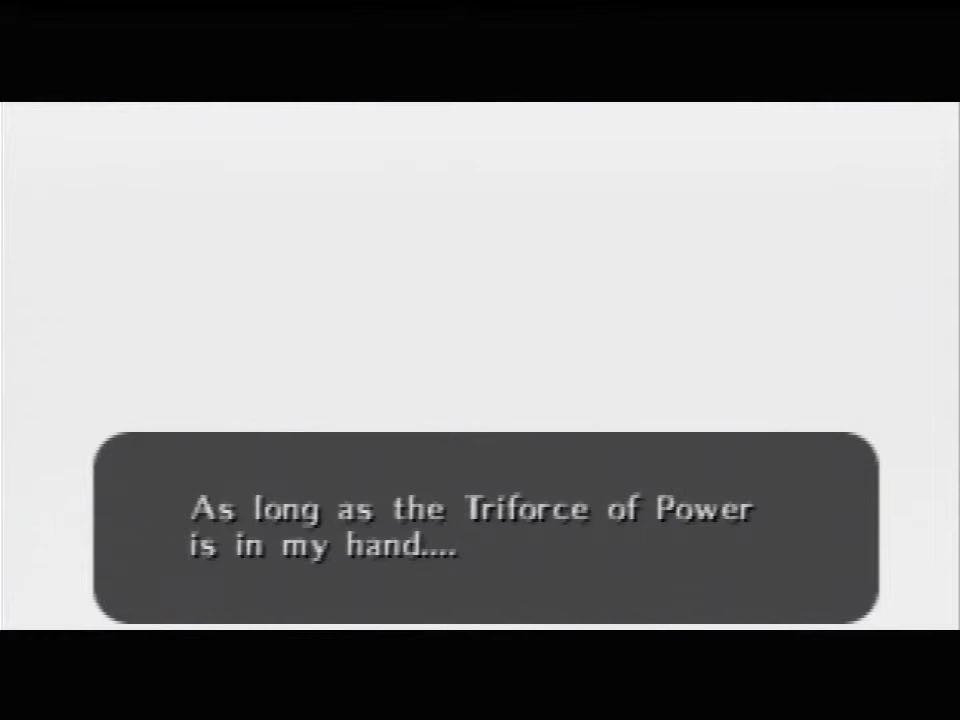 As long as the Triforce of Power
is in my hand....